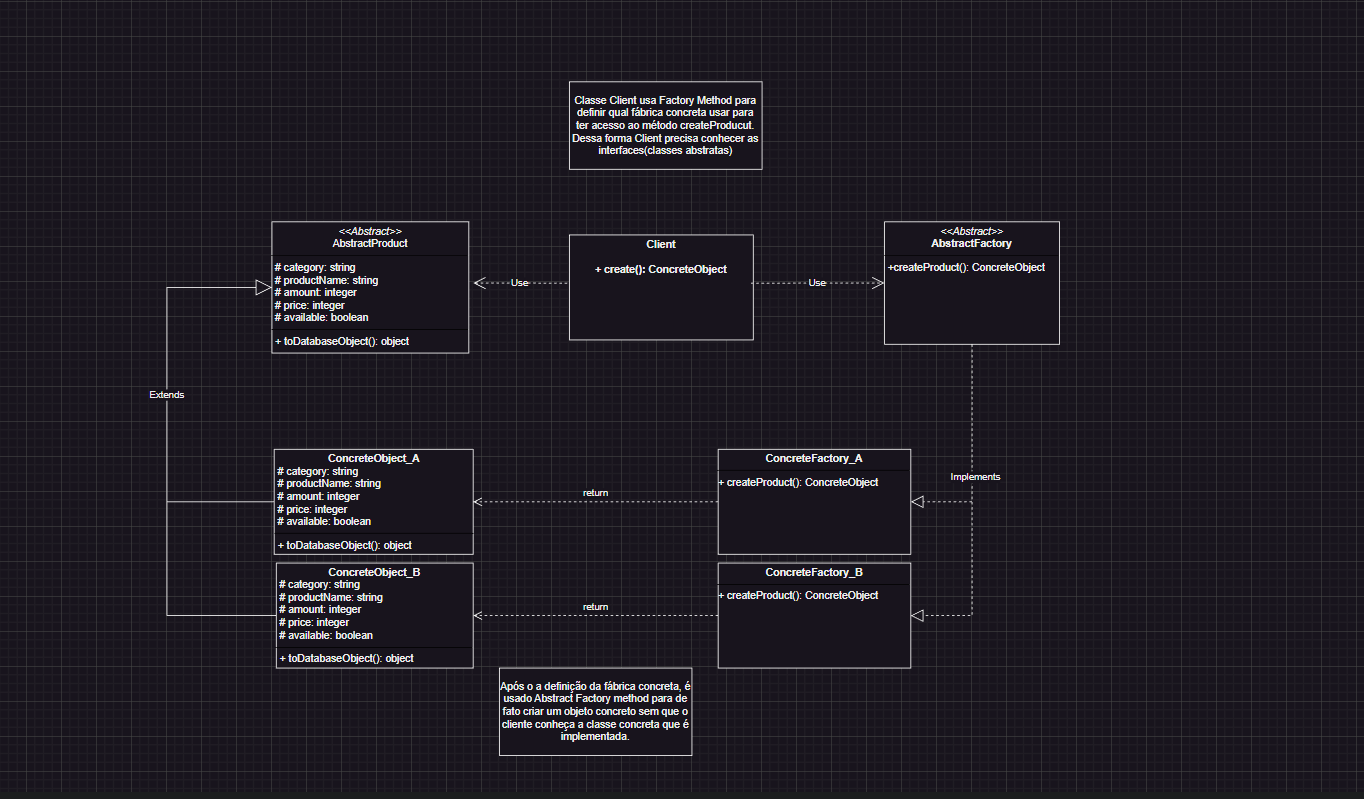 Classe Client usa Factory Method para
definir qual fábrica concreta usar para
ter acesso ao método createProducut.
Dessa forma Client precisa conhecer as
interfaces(classes abstratas)
<<Abstract>>
AbstractProduct
# category: string
# productName: string
# amount: integer
# price: integer
# available: boolean
+ toDatabaseObject(): object
Use
Client
+ create(): ConcreteObject
Use
<<Abstract>>
AbstractFactory
+createProduct(): ConcreteObject
Extends
Implements
ConcreteObject_A
# category: string
# productName: string
# amount: integer
# price: integer
# available: boolean
+ toDatabaseObject(): object
return
ConcreteFactory_A
+ createProduct(): ConcreteObject
ConcreteObject_B
# category: string
# productName: string
# amount: integer
# price: integer
# available: boolean
+ toDatabaseObject(): object
return
ConcreteFactory_B
+ createProduct(): ConcreteObject
Após o a definição da fábrica concreta, é
usado Abstract Factory method para de
fato criar um objeto concreto sem que o
cliente conheça a classe concreta que é
implementada.